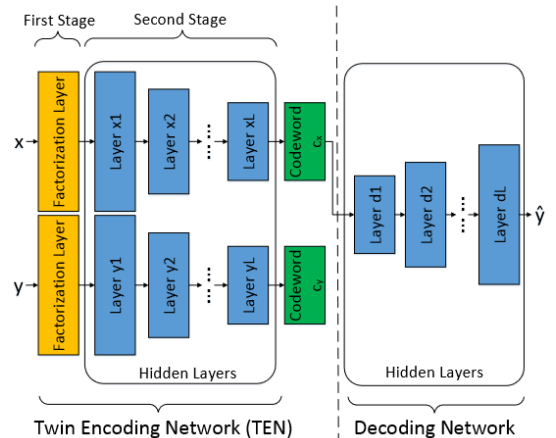 First Stage
Second Stage
x
Factorization Layer
Layer x1
Layer x2
Layer xL
Codeword
Cx
y
Factorization Layer
Layer y1
Layer y2
Layer yL
Codeword
Cy
Hidden Layers
Layer d1
Layer d2
Layer dL
ŷ
Hidden Layers
Twin Encoding Network (TEN)
Decoding Network